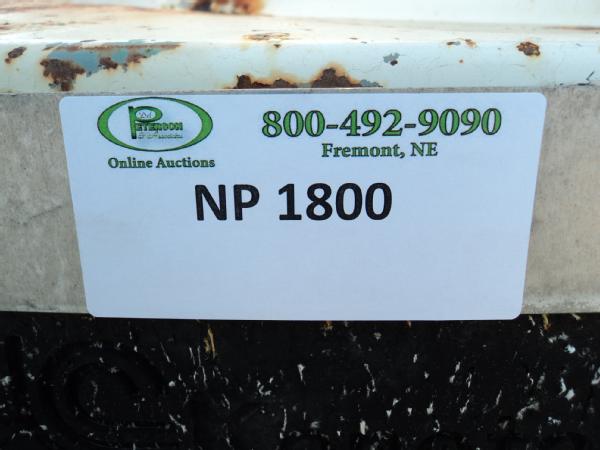 PETERSON
Online Auctions
800-492-9090
Fremont, NE
NP 1800